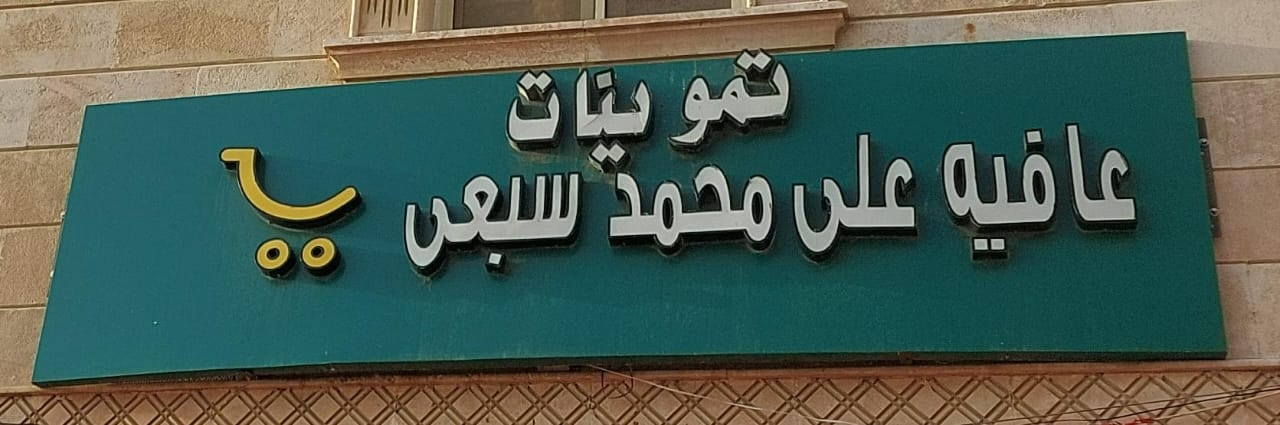 تموينات
عافيه على محمد سبعى